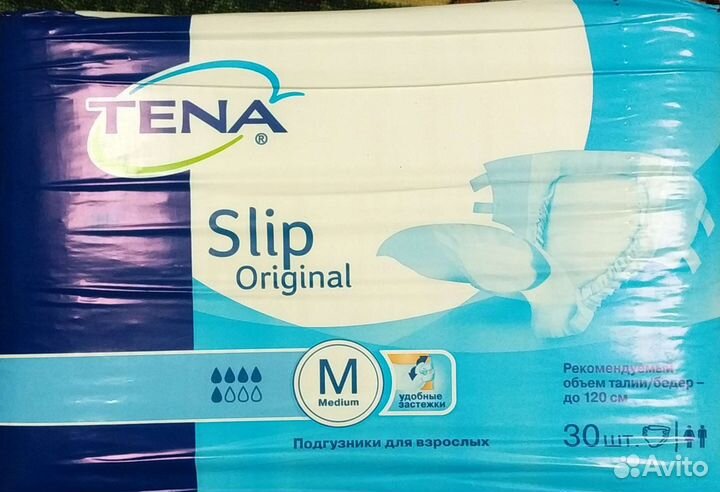 TENA®
Slip
Original
M
Medium
удобные
застежки
Рекомендуемый
объем талии/бедер –
до 120 см
Подгузники для взрослых
30 шт.
Avito